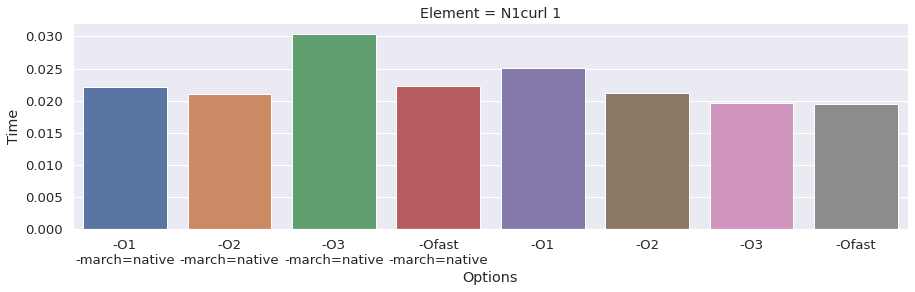 Element = N1curl 1
Time
0.030
0.025
0.020
0.015
0.010
0.005
0.000
-O1 -O2 -O3 -Ofast -O1 -O2 -O3 -Ofast
-march=native -march=native -march=native -march=native
Options